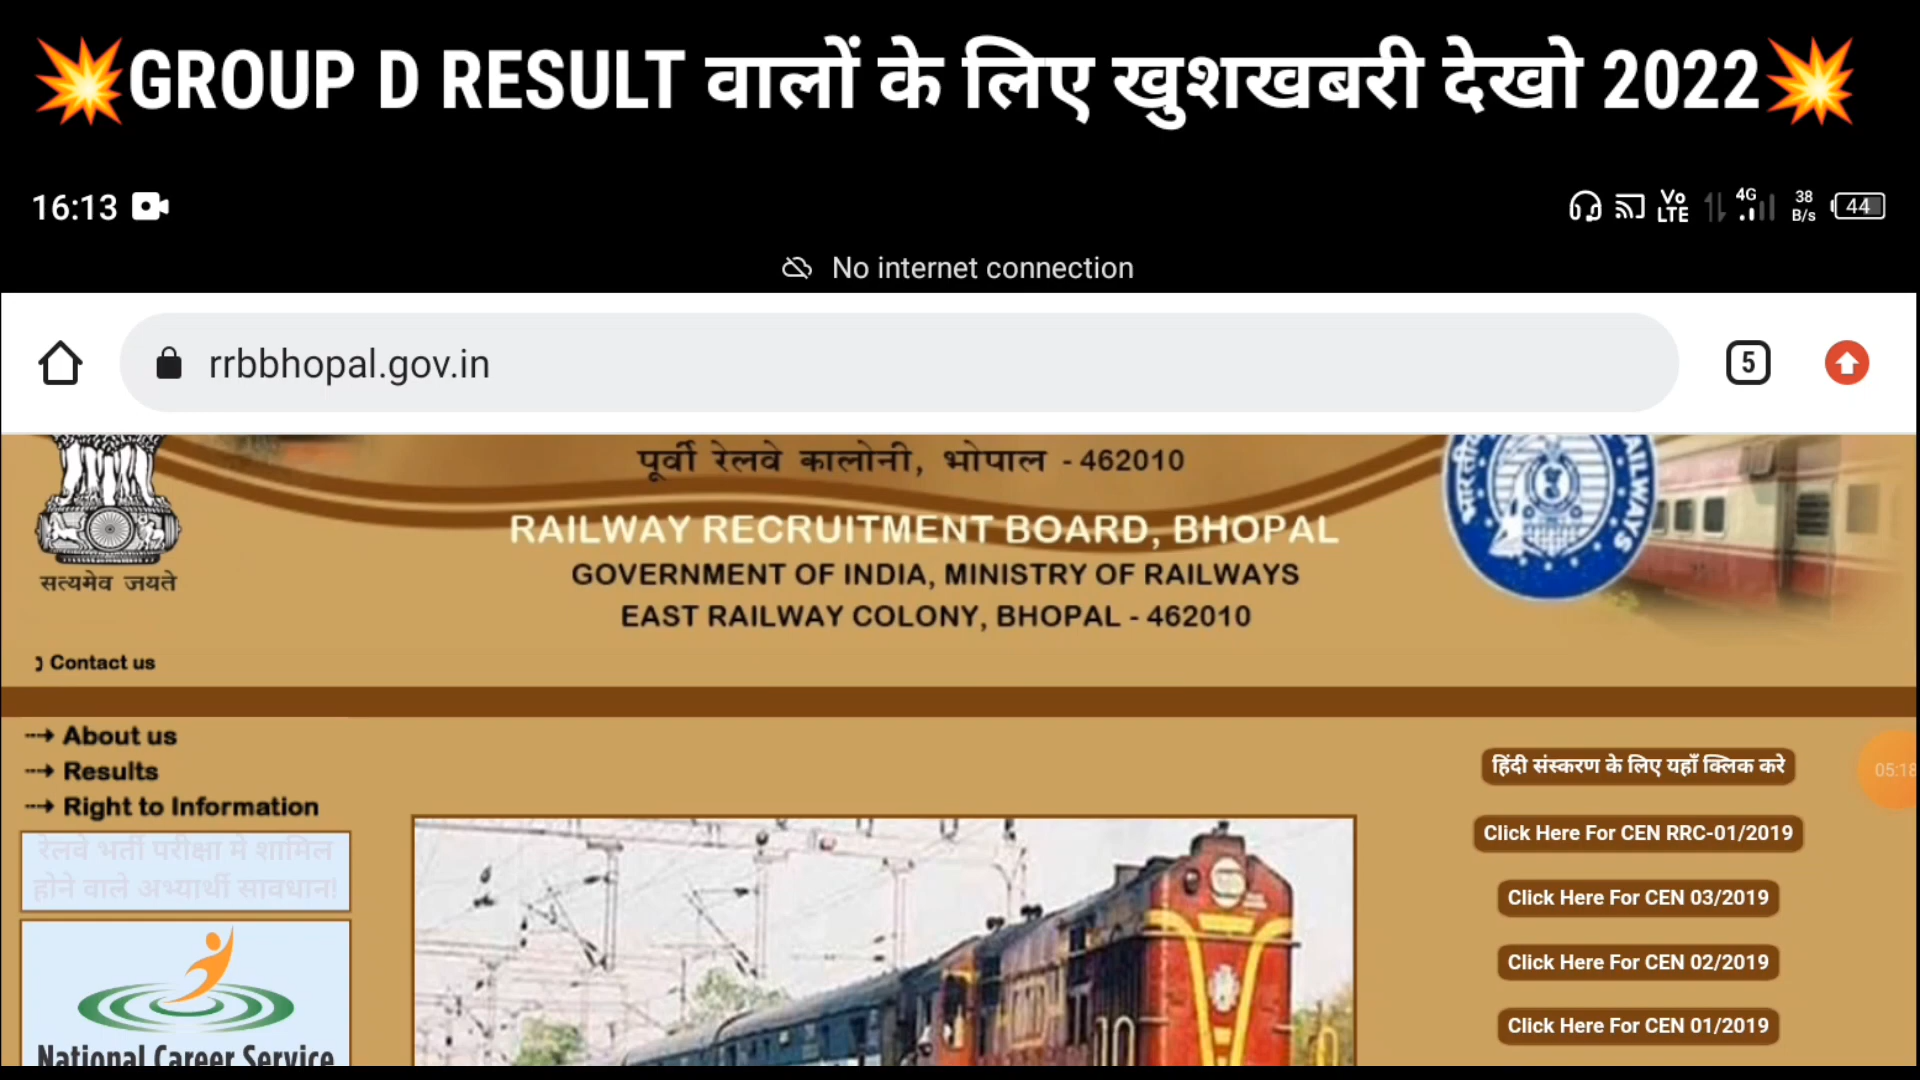 💥GROUP D RESULT वालों के लिए खुशखबरी देखो 2022💥
16:13
Vo LTE 4G 38 B/s 44
No internet connection
rrbbhopal.gov.in
5
पूर्वी रेलवे कालोनी, भोपाल - 462010
RAILWAY RECRUITMENT BOARD, BHOPAL
GOVERNMENT OF INDIA, MINISTRY OF RAILWAYS
EAST RAILWAY COLONY, BHOPAL - 462010
सत्यमेव जयते
Contact us
About us
Results
Right to Information
रेलवे भर्ती परीक्षा मे शामिल
होने वाले अभ्यार्थी सावधान!
National Career Service
हिंदी संस्करण के लिए यहाँ क्लिक करे
05:18
Click Here For CEN RRC-01/2019
Click Here For CEN 03/2019
Click Here For CEN 02/2019
Click Here For CEN 01/2019